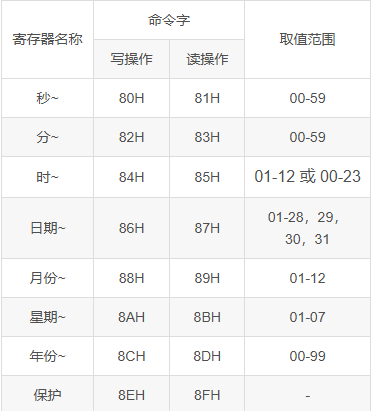 寄存器名称 命令字 取值范围
写操作 读操作
秒~ 80H 81H 00-59
分~ 82H 83H 00-59
时~ 84H 85H 01-12 或 00-23
日期~ 86H 87H 01-28，29，
30、31
月份~ 88H 89H 01-12
星期~ 8AH 8BH 01-07
年份~ 8CH 8DH 00-99
保护 8EH 8FH -